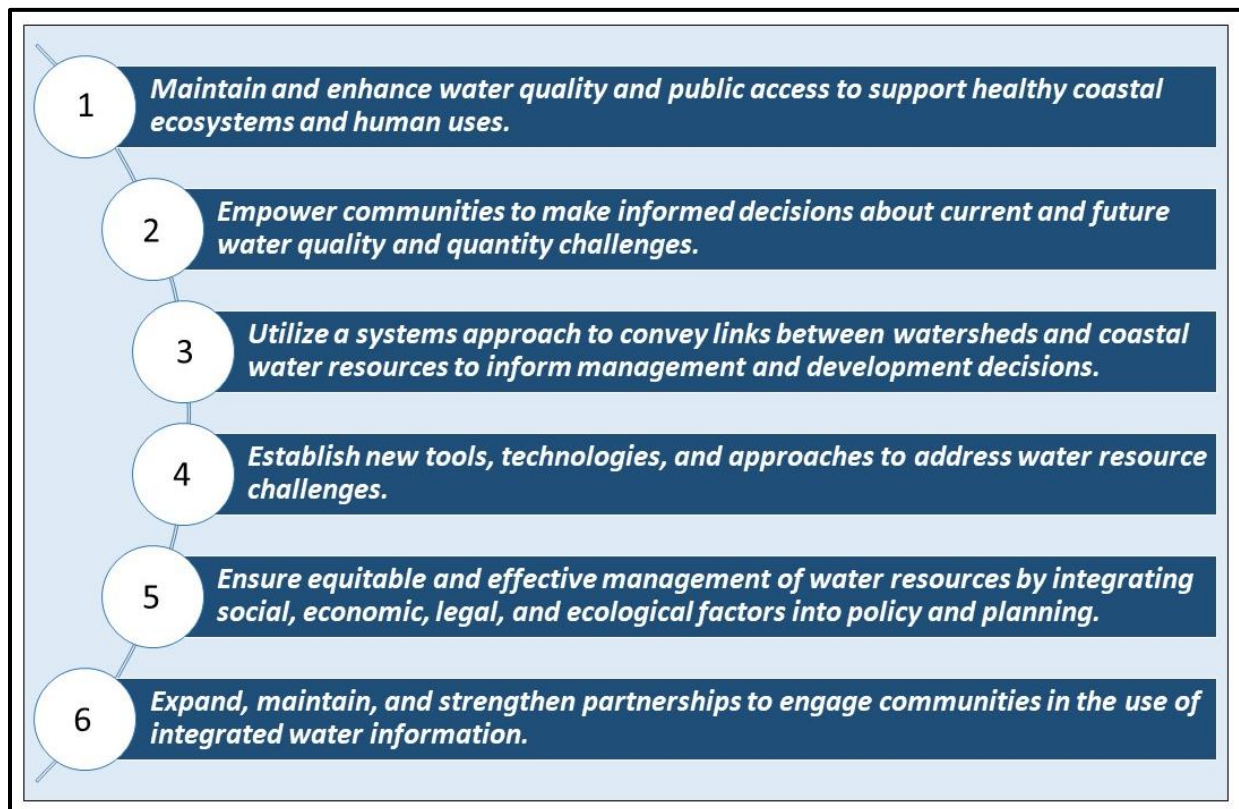 1
Maintain and enhance water quality and public access to support healthy coastal
ecosystems and human uses.
2
Empower communities to make informed decisions about current and future
water quality and quantity challenges.
3
Utilize a systems approach to convey links between watersheds and coastal
water resources to inform management and development decisions.
4
Establish new tools, technologies, and approaches to address water resource
challenges.
5
Ensure equitable and effective management of water resources by integrating
social, economic, legal, and ecological factors into policy and planning.
6
Expand, maintain, and strengthen partnerships to engage communities in the use of
integrated water information.